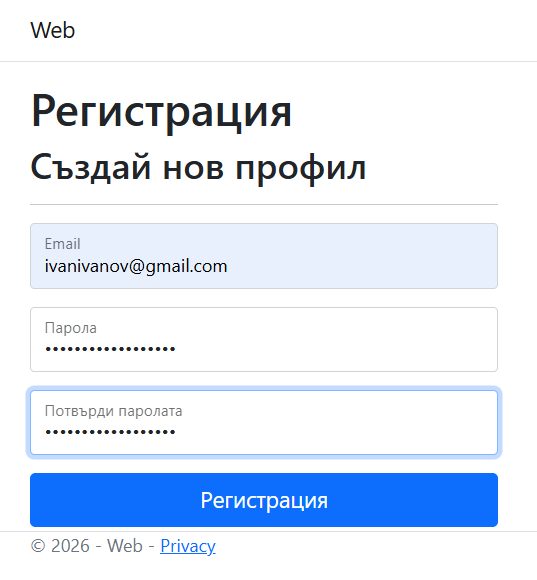 Web
Регистрация
Създай нов профил
Email
ivanivanov@gmail.com
Парола
••••••••••••••••••
Потвърди паролата
••••••••••••••••••
Регистрация
© 2026 - Web - Privacy